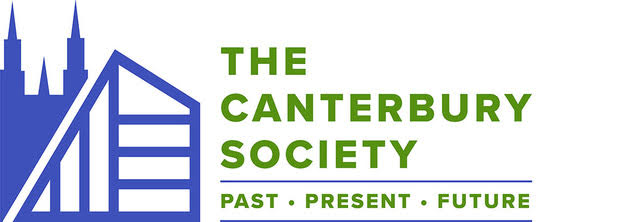 THE
CANTERBURY
SOCIETY
PAST • PRESENT • FUTURE